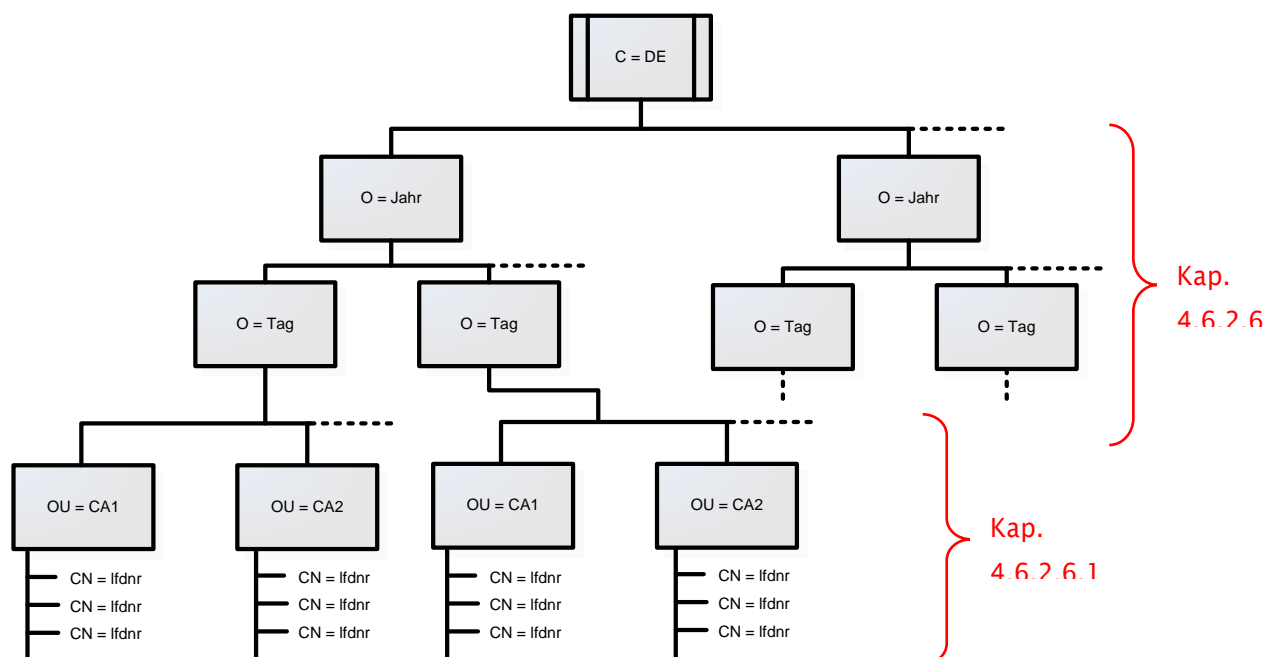 C = DE
O = Jahr
O = Jahr
Kap.
4.6.2.6
O = Tag
O = Tag
O = Tag
O = Tag
OU = CA1
OU = CA2
OU = CA1
OU = CA2
Kap.
4.6.2.6.1
CN = lfdnr
CN = lfdnr
CN = lfdnr
CN = lfdnr
CN = lfdnr
CN = lfdnr
CN = lfdnr
CN = lfdnr
CN = lfdnr
CN = lfdnr
CN = lfdnr
CN = lfdnr